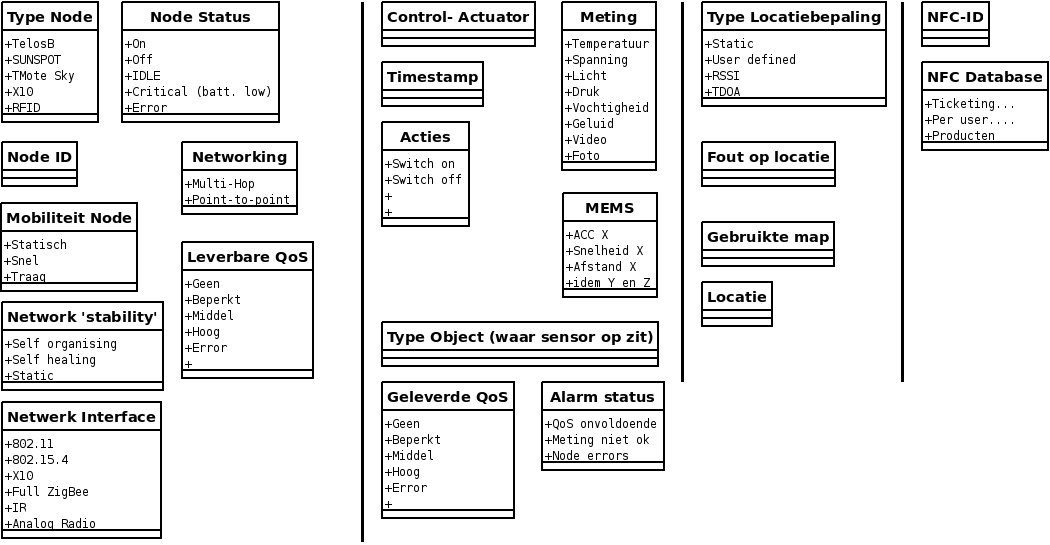 Type Node
+TelosB
+SUNSPOT
+TMote Sky
+X10
+RFID
Node Status
+On
+Off
+IDLE
+Critical (batt. low)
+Error
Node ID
Networking
+Multi-Hop
+Point-to-point
Mobiliteit Node
+Statisch
+Snel
+Traag
Leverbare QoS
+Geen
+Beperkt
+Middel
+Hoog
+Error
+
Network 'stability'
+Self organising
+Self healing
+Static
Netwerk Interface
+802.11
+802.15.4
+X10
+Full ZigBee
+IR
+Analog Radio
Control- Actuator
Timestamp
Acties
+Switch on
+Switch off
+
+
Meting
+Temperatuur
+Spanning
+Licht
+Druk
+Vochtigheid
+Geluid
+Video
+Foto
MEMS
+ACC X
+Snelheid X
+Afstand X
+idem Y en Z
Type Object (waar sensor op zit)
Geleverde QoS
+Geen
+Beperkt
+Middel
+Hoog
+Error
+
Alarm status
+QoS onvoldoende
+Meting niet ok
+Node errors
Type Locatiebepaling
+Static
+User defined
+RSSI
+TDOA
Fout op locatie
Gebruikte map
Locatie
NFC-ID
NFC Database
+Ticketing...
+Per user....
+Producten